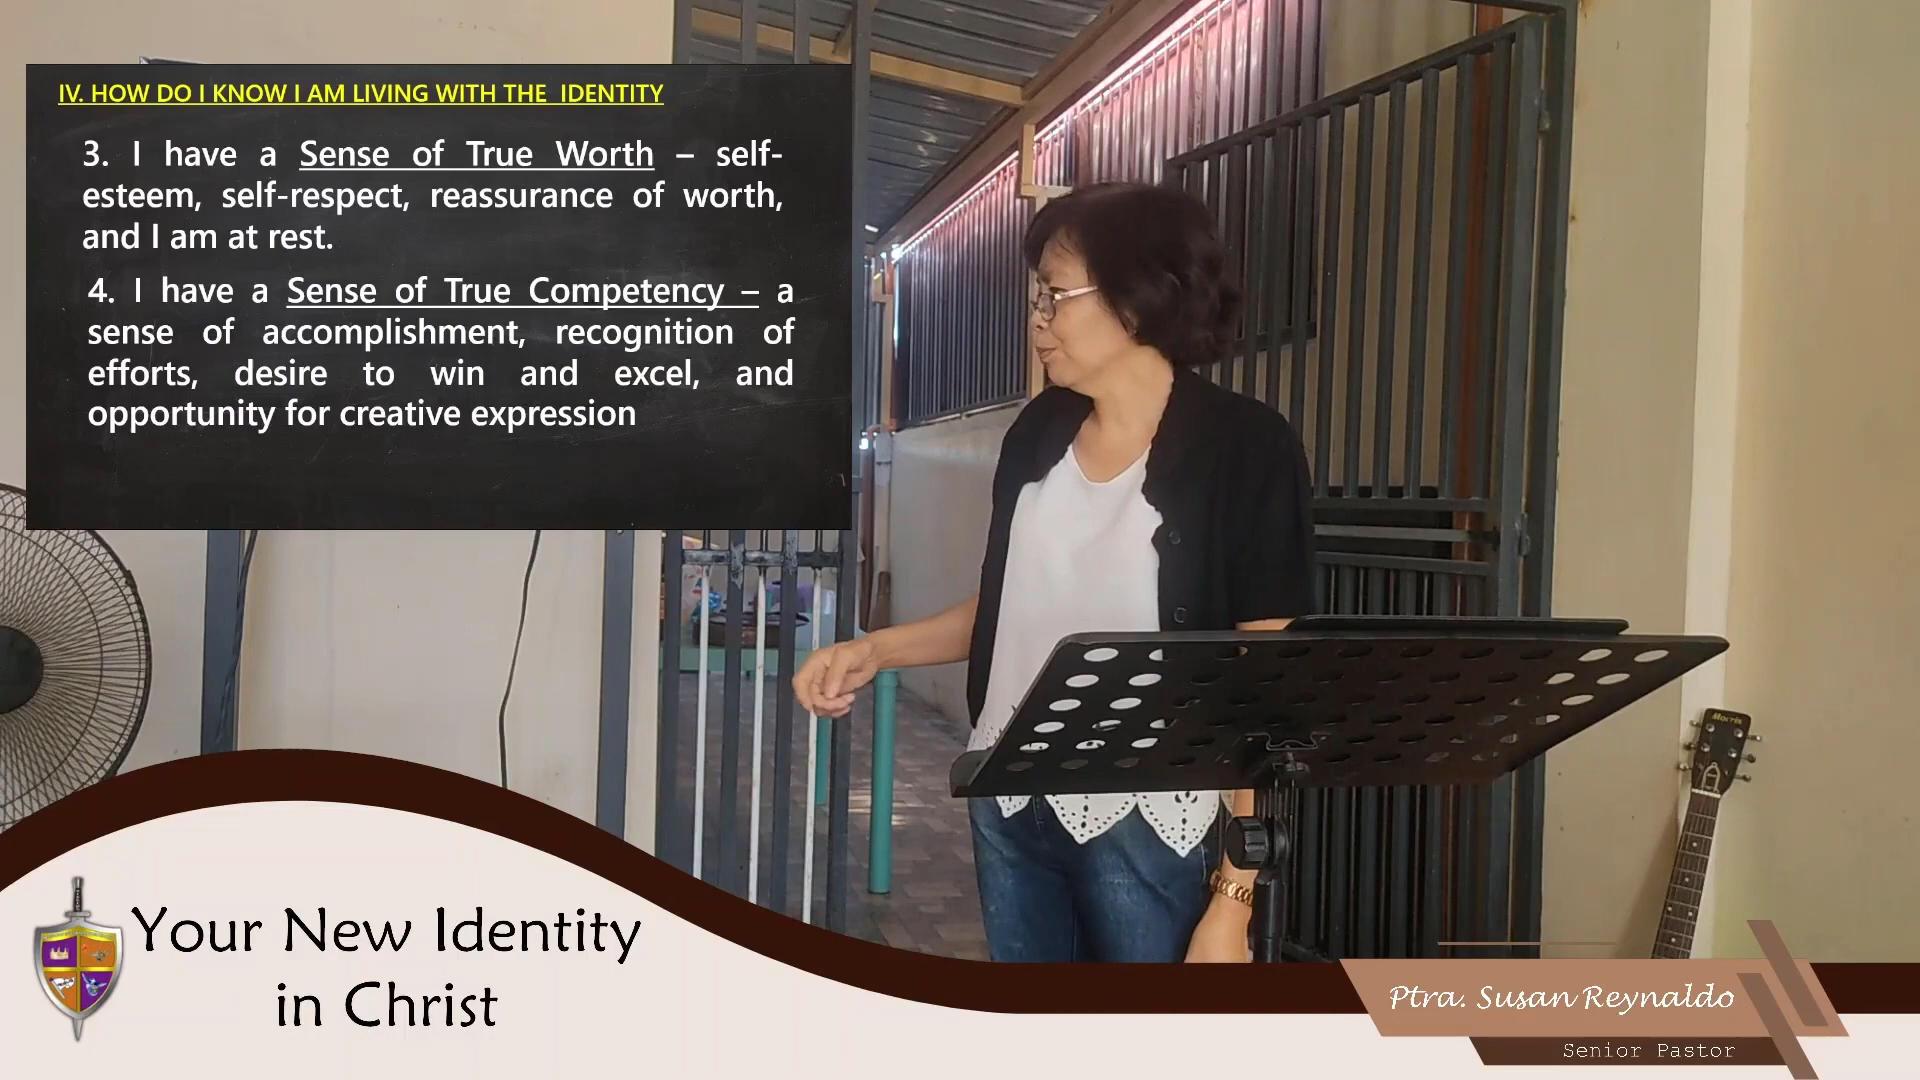 IV. HOW DO I KNOW I AM LIVING WITH THE IDENTITY
3. I have a Sense of True Worth – self-
esteem, self-respect, reassurance of worth,
and I am at rest.
4. I have a Sense of True Competency – a
sense of accomplishment, recognition of
efforts, desire to win and excel, and
opportunity for creative expression
Morris
Your New Identity
in Christ
Ptra. Susan Reynaldo
Senior Pastor